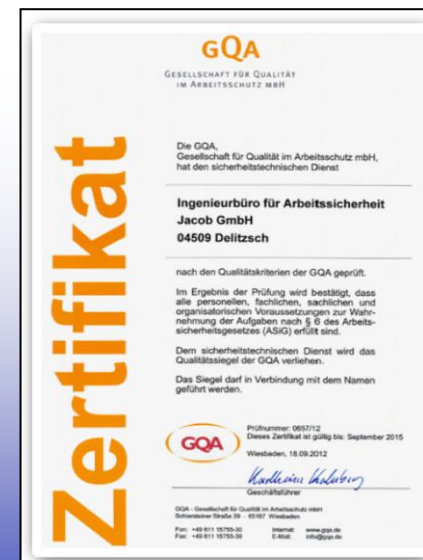 GQA
GESELLSCHAFT FÜR QUALITÄT
IM ARBEITSSCHUTZ MBH
Zertifikat
Die GQA,
Gesellschaft für Qualität im Arbeitsschutz mbH,
hat den sicherheitstechnischen Dienst
Ingenieurbüro für Arbeitssicherheit
Jacob GmbH
04509 Delitzsch
nach den Qualitätskriterien der GQA geprüft.
Im Ergebnis der Prüfung wird bestätigt, dass
alle personellen, fachlichen, sachlichen und
organisatorischen Voraussetzungen zur Wahr-
nehmung der Aufgaben nach § 6 des Arbeits-
sicherheitsgesetzes (ASiG) erfüllt sind.
Dem sicherheitstechnischen Dienst wird das
Qualitätssiegel der GQA verliehen.
Das Siegel darf in Verbindung mit dem Namen
geführt werden.
GQA
Prüfnummer: 0657/12
Dieses Zertifikat ist gültig bis: September 2015
Wiesbaden, 18.09.2012
Geschäftsführer
GQA - Gesellschaft für Qualität im Arbeitsschutz mbH
Schiersteiner Straße 39 - 65187 Wiesbaden
Fon: +49 611 15755-30 Internet: www.gqa.de
Fax: +49 611 15755-39 E-Mail: info@gqa.de